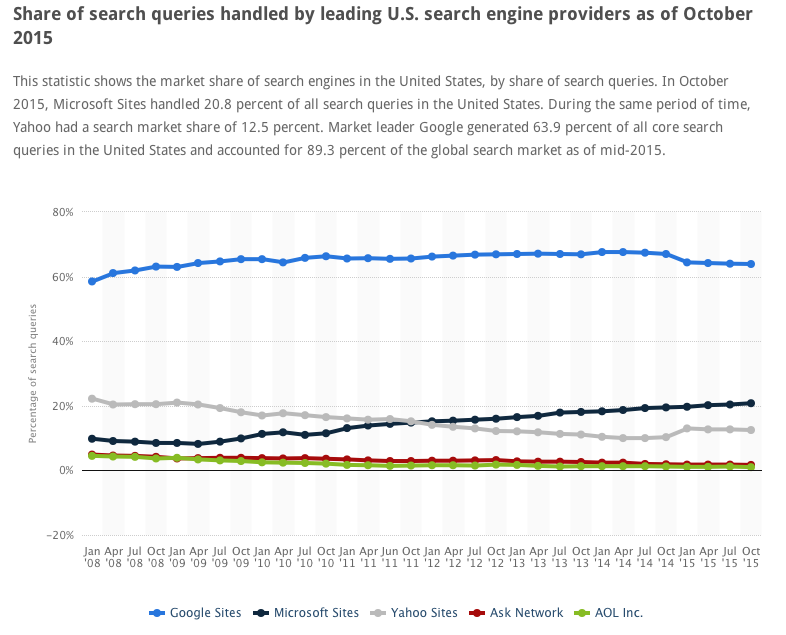 Share of search queries handled by leading U.S. search engine providers as of October
2015
This statistic shows the market share of search engines in the United States, by share of search queries. In October
2015, Microsoft Sites handled 20.8 percent of all search queries in the United States. During the same period of time,
Yahoo had a search market share of 12.5 percent. Market leader Google generated 63.9 percent of all core search
queries in the United States and accounted for 89.3 percent of the global search market as of mid-2015.
80%
60%
40%
20%
0%
-20%
Percentage of search queries
Jan Apr Jul Oct Jan Apr Jul Oct Jan Apr Jul Oct Jan Apr Jun Oct Jan Apr Jul Oct Jan Apr Jul Oct Jan Apr Jul Oct Jan Apr Jul Oct
'08 '08 '08 '08 '09 '09 '09 '09 '10 '10 '10 '10 '11 '11 '11 '11 '12 '12 '12 '12 '13 '13 '13 '13 '14 '14 '14 '14 '15 '15 '15 '15
Google Sites Microsoft Sites Yahoo Sites Ask Network AOL Inc.